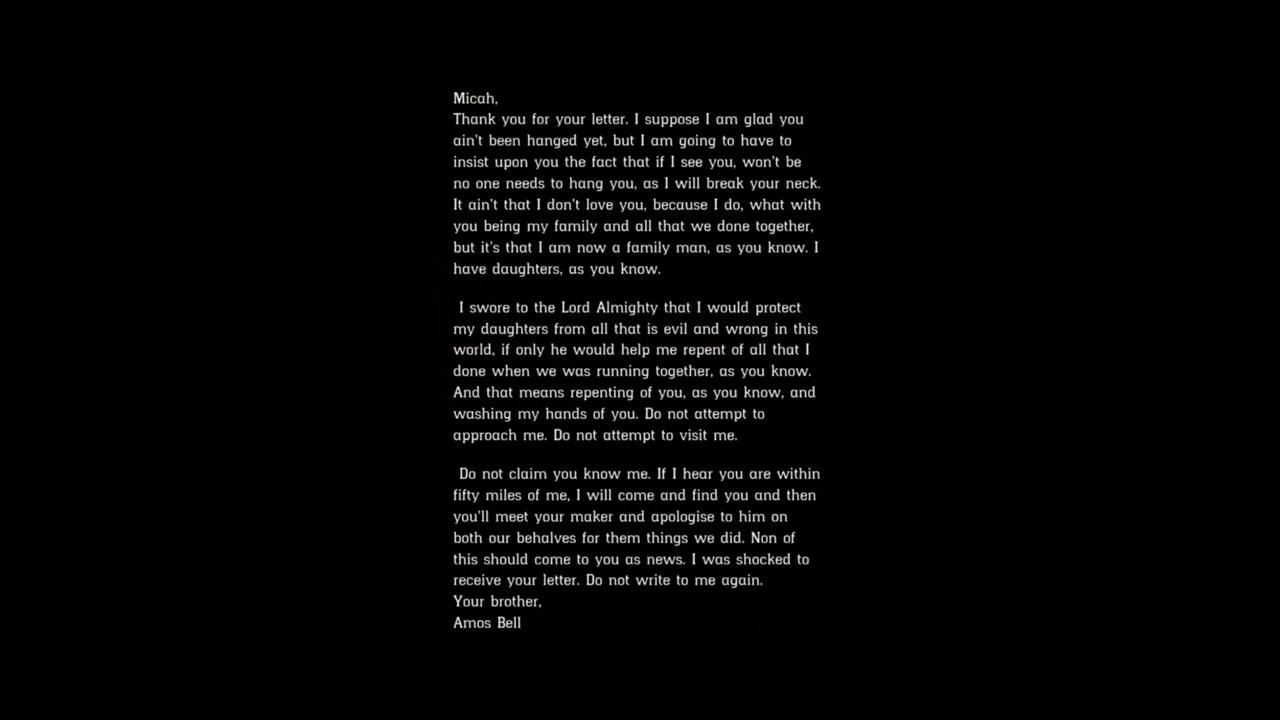 Micah,
Thank you for your letter. I suppose I am glad you
ain't been hanged yet, but I am going to have to
insist upon you the fact that if I see you, won't be
no one needs to hang you, as I will break your neck.
It ain't that I don't love you, because I do, what with
you being my family and all that we done together,
but it's that I am now a family man, as you know. I
have daughters, as you know.
I swore to the Lord Almighty that I would protect
my daughters from all that is evil and wrong in this
world, if only he would help me repent of all that I
done when we was running together, as you know.
And that means repenting of you, as you know, and
washing my hands of you. Do not attempt to
approach me. Do not attempt to visit me.
Do not claim you know me. If I hear you are within
fifty miles of me, I will come and find you and then
you'll meet your maker and apologise to him on
both our behalves for them things we did. Non of
this should come to you as news. I was shocked to
receive your letter. Do not write to me again.
Your brother,
Amos Bell